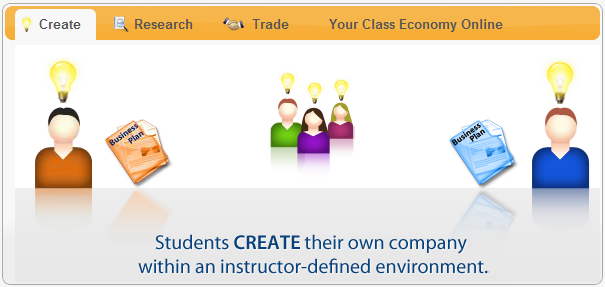 Create Research Trade Your Class Economy Online
Business
Plan
Business
Plan
Students CREATE their own company
within an instructor-defined environment.